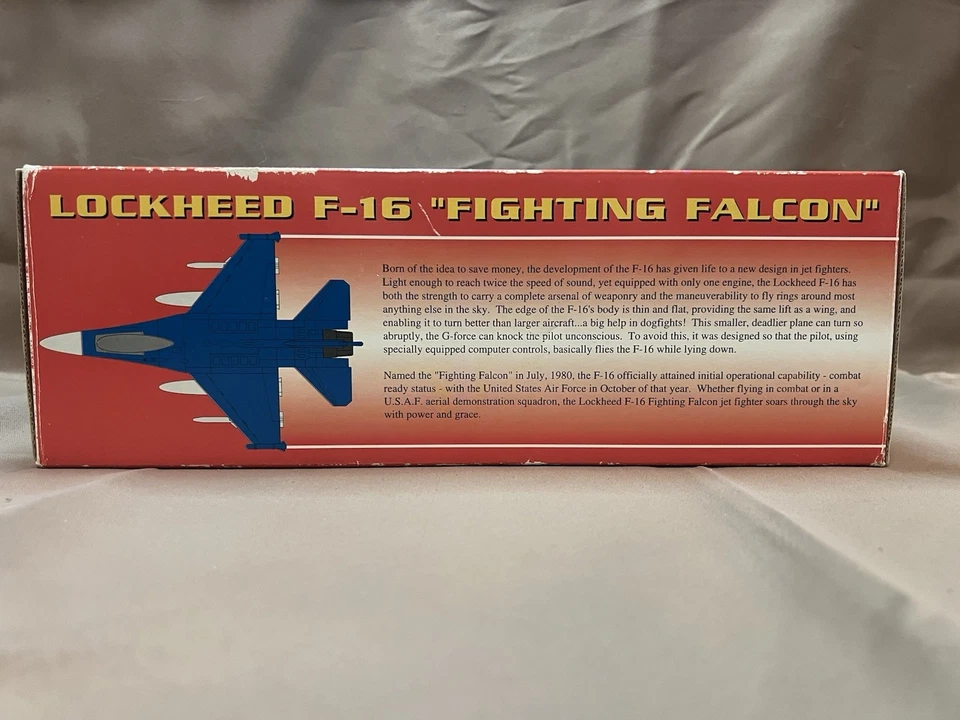 LOCKHEED F-16 "FIGHTING FALCON"
Born of the idea to save money, the development of the F-16 has given life to a new design in jet fighters.
Light enough to reach twice the speed of sound, yet equipped with only one engine, the Lockheed F-16 has
both the strength to carry a complete arsenal of weaponry and the maneuverability to fly rings around most
anything else in the sky. The edge of the F-16's body is thin and flat, providing the same lift as a wing, and
enabling it to turn better than larger aircraft...a big help in dogfights! This smaller, deadlier plane can turn so
abruptly, the G-force can knock the pilot unconscious. To avoid this, it was designed so that the pilot, using
specially equipped computer controls, basically flies the F-16 while lying down.
Named the "Fighting Falcon" in July, 1980, the F-16 officially attained initial operational capability - combat
ready status - with the United States Air Force in October of that year. Whether flying in combat or in a
U.S.A.F. aerial demonstration squadron, the Lockheed F-16 Fighting Falcon jet fighter soars through the sky
with power and grace.